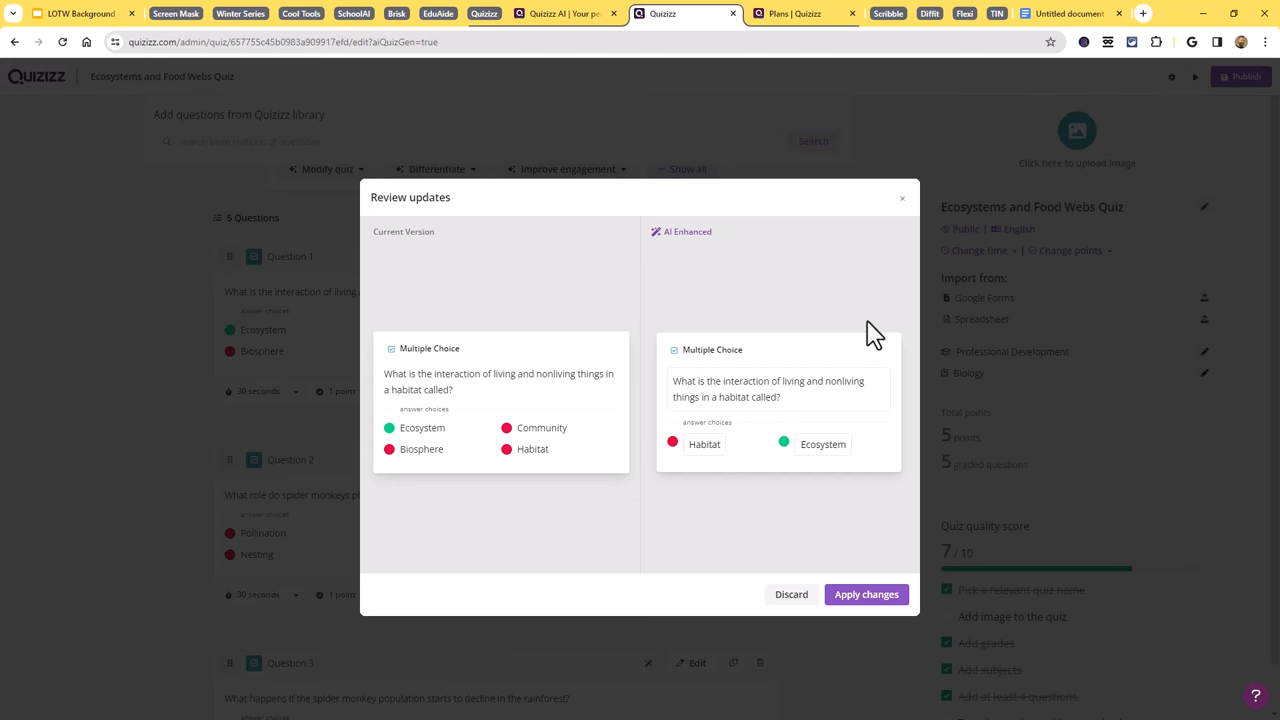 LOTW Background
Screen Mask
Winter Series
Cool Tools
SchoolAI
Brisk
EduAide
Quizizz
Quizizz AI | Your pe
Quizizz
Plans | Quizizz
Scribble
Diffit
Flexi
TIN
Untitled document
quizizz.com/admin/quiz/657755c45b0983a909917efd/edit?aiQuizGen=true
QUIZIZZ
Ecosystems and Food Webs Quiz
Publish
Add questions from Quizizz library
Search from millions of questions
Search
Click here to upload Image
Modify quiz
Differentiate
Improve engagement
Show all
Review updates
Current Version
AI Enhanced
Multiple Choice
What is the interaction of living and nonliving things in
a habitat called?
answer choices
Ecosystem
Community
Biosphere
Habitat
Multiple Choice
What is the interaction of living and nonliving
things in a habitat called?
answer choices
Habitat
Ecosystem
Discard
Apply changes
5 Questions
Question 1
What is the interaction of living
answer choices
Ecosystem
Biosphere
30 seconds
1 point
Question 2
What role do spider monkeys pl
answer choices
Pollination
Nesting
30 seconds
1 point
Question 3
Edit
What happens if the spider monkey population starts to decline in the rainforest?
Ecosystems and Food Webs Quiz
Public
English
Change time
Change points
Import from:
Google Forms
Spreadsheet
Professional Development
Biology
Total points
5 points,
5 graded questions
Quiz quality score
7 / 10
Pick a relevant quiz name
Add image to the quiz
Add grades
Add subjects
Add at least 4 questions
?